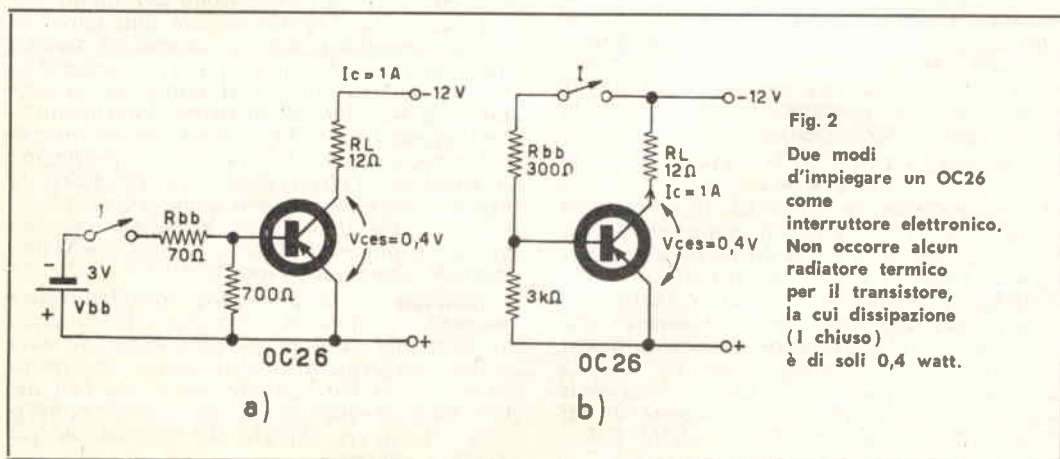 Ic = 1A
-12 V
RL
12Ω
I
Rbb
70Ω
Vces=0,4V
-
3V
Vbb
+
700Ω
+
OC26
a)
I
-12V
Rbb
300Ω
RL
12Ω
Ic=1A
Vces=0,4V
3kΩ
+
OC26
b)
Fig. 2
Due modi
d'impiegare un OC26
come
interruttore elettronico.
Non occorre alcun
radiatore termico
per il transistore,
la cui dissipazione
(I chiuso)
è di soli 0,4 watt.